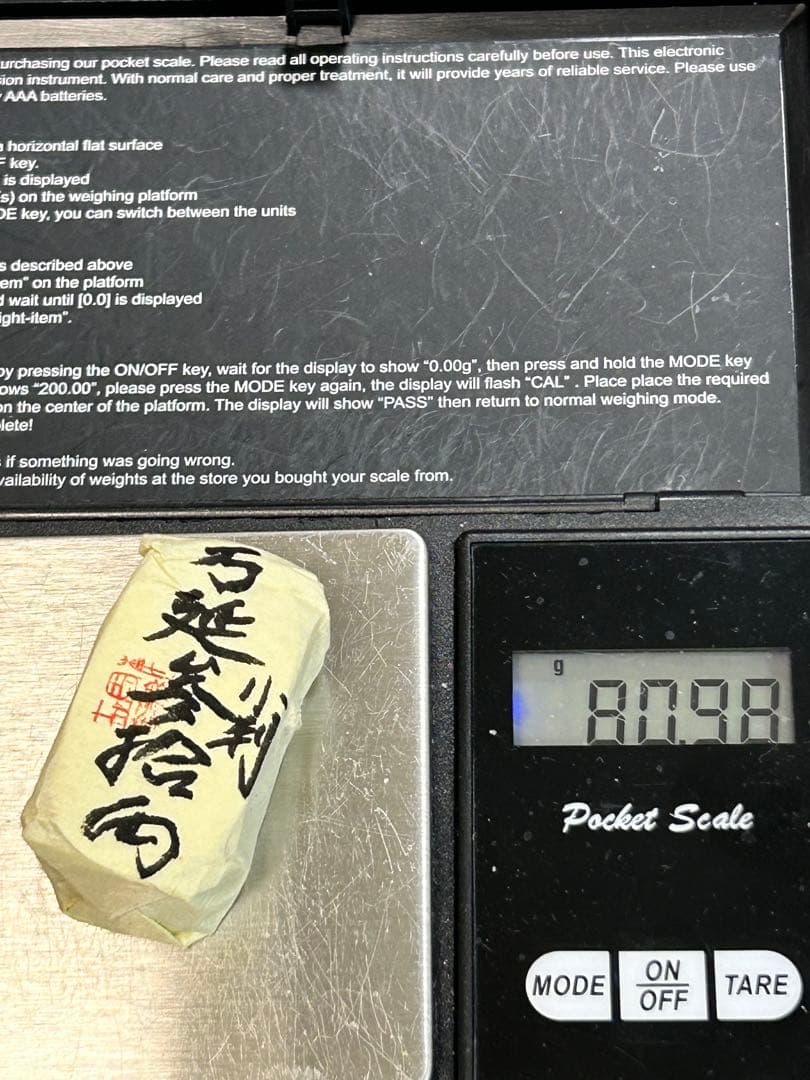 urchasing our pocket scale. Please read all operating instructions carefully before use. This electronic
ion instrument. With normal care and proper treatment, it will provide years of reliable service. Please use
AAA batteries.
horizontal flat surface
key.
is displayed
s) on the weighing platform
DE key, you can switch between the units
s described above
em" on the platform
d wait until [0.0] is displayed
ight-item".
by pressing the ON/OFF key, wait for the display to show "0.00g", then press and hold the MODE key
ows "200.00", please press the MODE key again, the display will flash "CAL" . Place place the required
on the center of the platform. The display will show "PASS" then return to normal weighing mode.
lete!
if something was going wrong.
vailability of weights at the store you bought your scale from.
万延参拾両
小判
g
80.98
Pocket Scale
MODE
ON
OFF
TARE